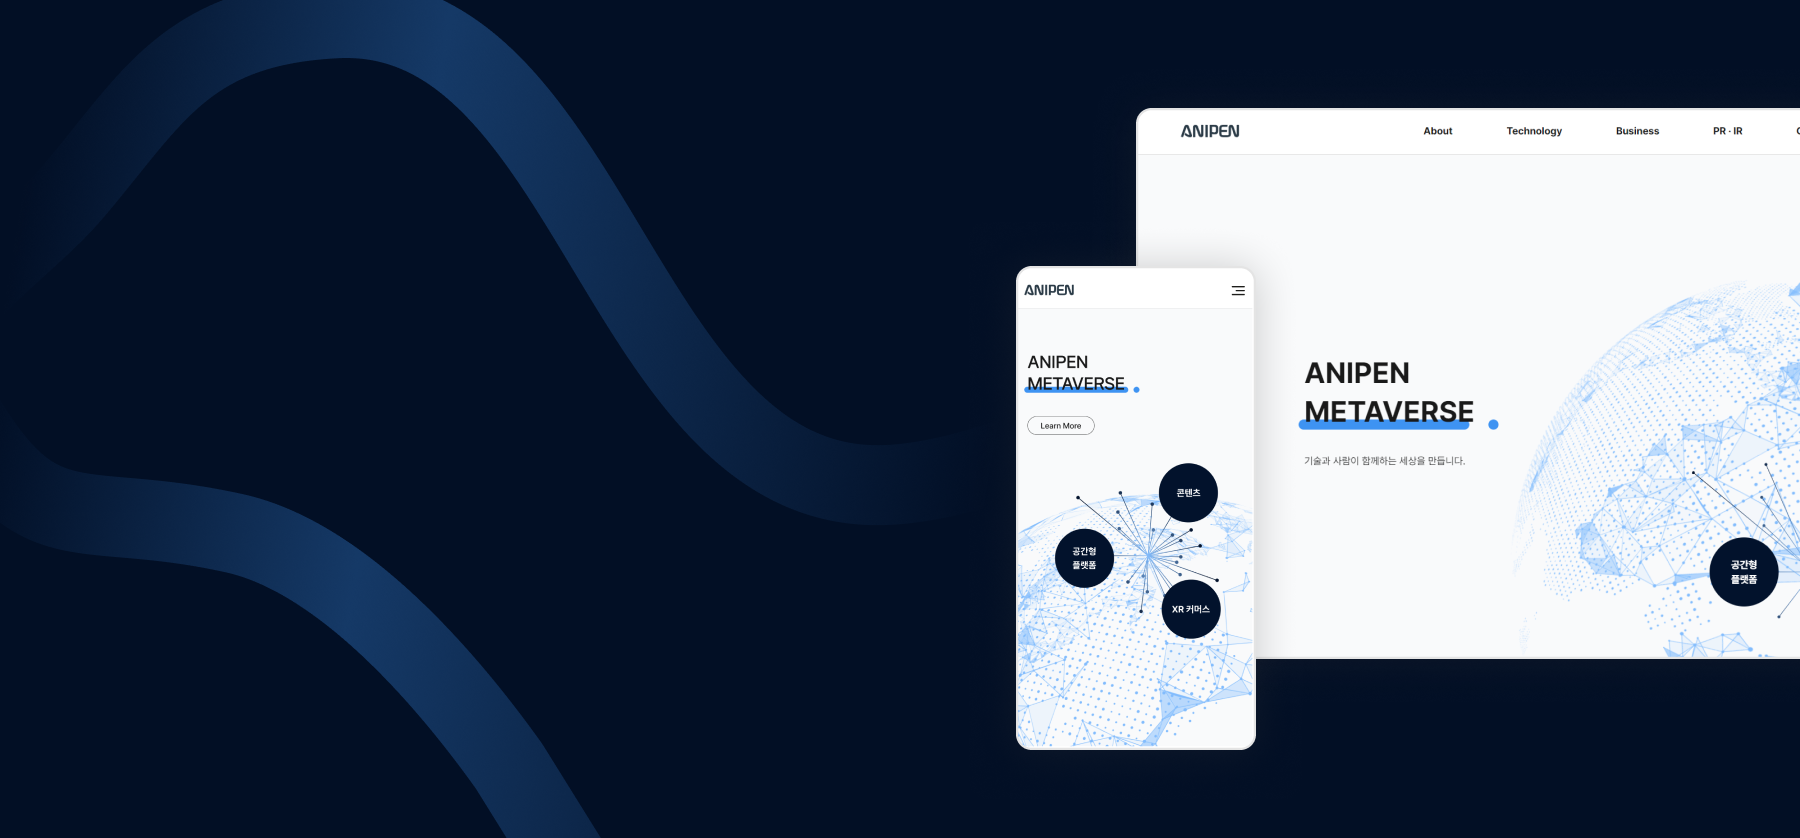 ANIPEN
About Technology Business PR · IR
ANIPEN
METAVERSE
기술과 사람이 함께하는 세상을 만듭니다.
공간형
플랫폼
ANIPEN
ANIPEN
METAVERSE
Learn More
콘텐츠
공간형
플랫폼
XR 커머스